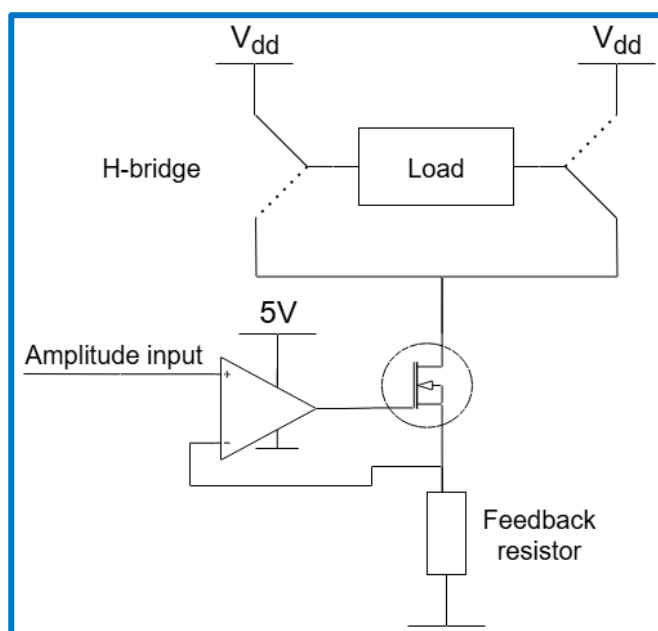 Vdd
Vdd
H-bridge
Load
5V
Amplitude input
+
−
Feedback
resistor